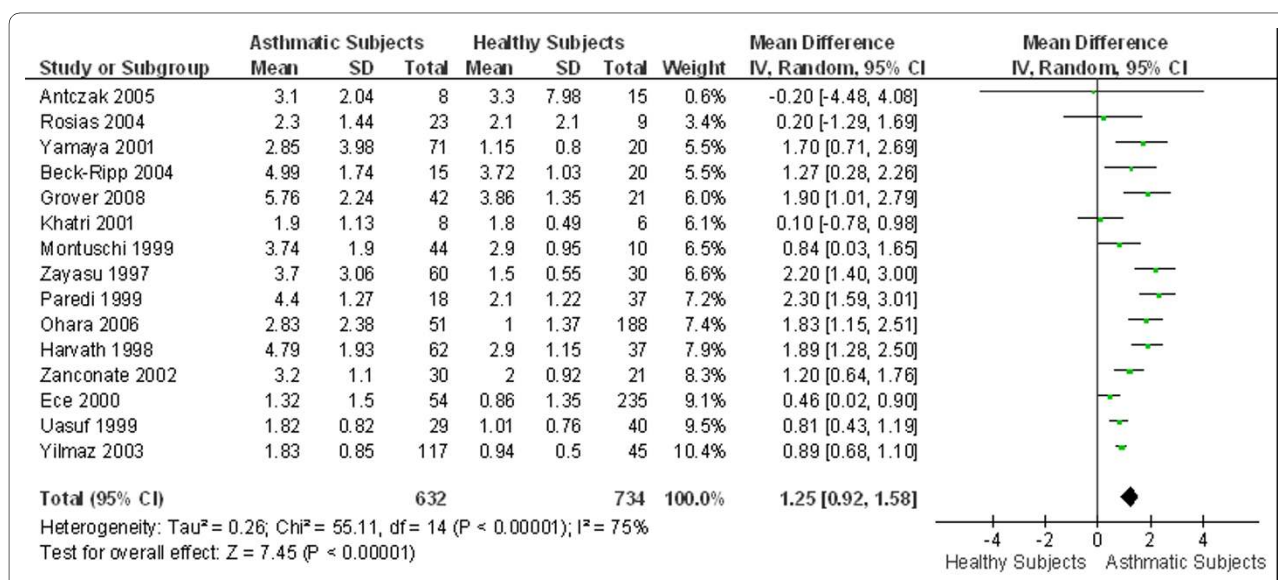 Asthmatic Subjects Healthy Subjects Mean Difference Mean Difference
Study or Subgroup Mean SD Total Mean SD Total Weight IV, Random, 95% CI IV, Random, 95% CI
Antczak 2005 3.1 2.04 8 3.3 7.98 15 0.6% -0.20 [-4.48, 4.08]
Rosias 2004 2.3 1.44 23 2.1 2.1 9 3.4% 0.20 [-1.29, 1.69]
Yamaya 2001 2.85 3.98 71 1.15 0.8 20 5.5% 1.70 [0.71, 2.69]
Beck-Ripp 2004 4.99 1.74 15 3.72 1.03 20 5.5% 1.27 [0.28, 2.26]
Grover 2008 5.76 2.24 42 3.86 1.35 21 6.0% 1.90 [1.01, 2.79]
Khatri 2001 1.9 1.13 8 1.8 0.49 6 6.1% 0.10 [-0.78, 0.98]
Montuschi 1999 3.74 1.9 44 2.9 0.95 10 6.5% 0.84 [0.03, 1.65]
Zayasu 1997 3.7 3.06 60 1.5 0.55 30 6.6% 2.20 [1.40, 3.00]
Paredi 1999 4.4 1.27 18 2.1 1.22 37 7.2% 2.30 [1.59, 3.01]
Ohara 2006 2.83 2.38 51 1 1.37 188 7.4% 1.83 [1.15, 2.51]
Harvath 1998 4.79 1.93 62 2.9 1.15 37 7.9% 1.89 [1.28, 2.50]
Zanconate 2002 3.2 1.1 30 2 0.92 21 8.3% 1.20 [0.64, 1.76]
Ece 2000 1.32 1.5 54 0.86 1.35 235 9.1% 0.46 [0.02, 0.90]
Uasuf 1999 1.82 0.82 29 1.01 0.76 40 9.5% 0.81 [0.43, 1.19]
Yilmaz 2003 1.83 0.85 117 0.94 0.5 45 10.4% 0.89 [0.68, 1.10]
Total (95% CI) 632 734 100.0% 1.25 [0.92, 1.58]
Heterogeneity: Tau² = 0.26; Chi² = 55.11, df = 14 (P < 0.00001); I² = 75%
Test for overall effect: Z = 7.45 (P < 0.00001)
-4 -2 0 2 4
Healthy Subjects Asthmatic Subjects